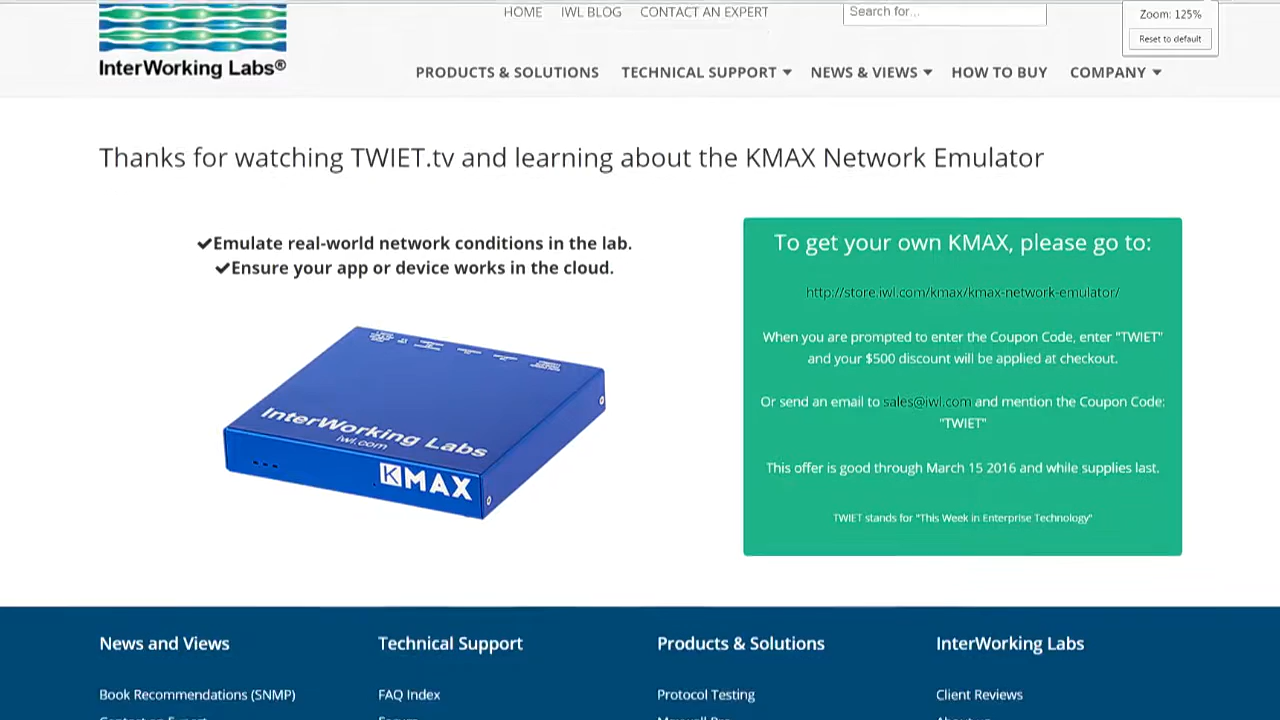 HOME IWL BLOG CONTACT AN EXPERT Search for...
Zoom: 125%
Reset to default
InterWorking Labs®
PRODUCTS & SOLUTIONS TECHNICAL SUPPORT NEWS & VIEWS HOW TO BUY COMPANY
Thanks for watching TWIET.tv and learning about the KMAX Network Emulator
Emulate real-world network conditions in the lab.
Ensure your app or device works in the cloud.
InterWorking Labs
iwl.com
KMAX
To get your own KMAX, please go to:
http://store.iwl.com/kmax/kmax-network-emulator/
When you are prompted to enter the Coupon Code, enter "TWIET"
and your $500 discount will be applied at checkout.
Or send an email to sales@iwl.com and mention the Coupon Code:
"TWIET"
This offer is good through March 15 2016 and while supplies last.
TWIET stands for "This Week in Enterprise Technology"
News and Views Technical Support Products & Solutions InterWorking Labs
Book Recommendations (SNMP) FAQ Index Protocol Testing Client Reviews